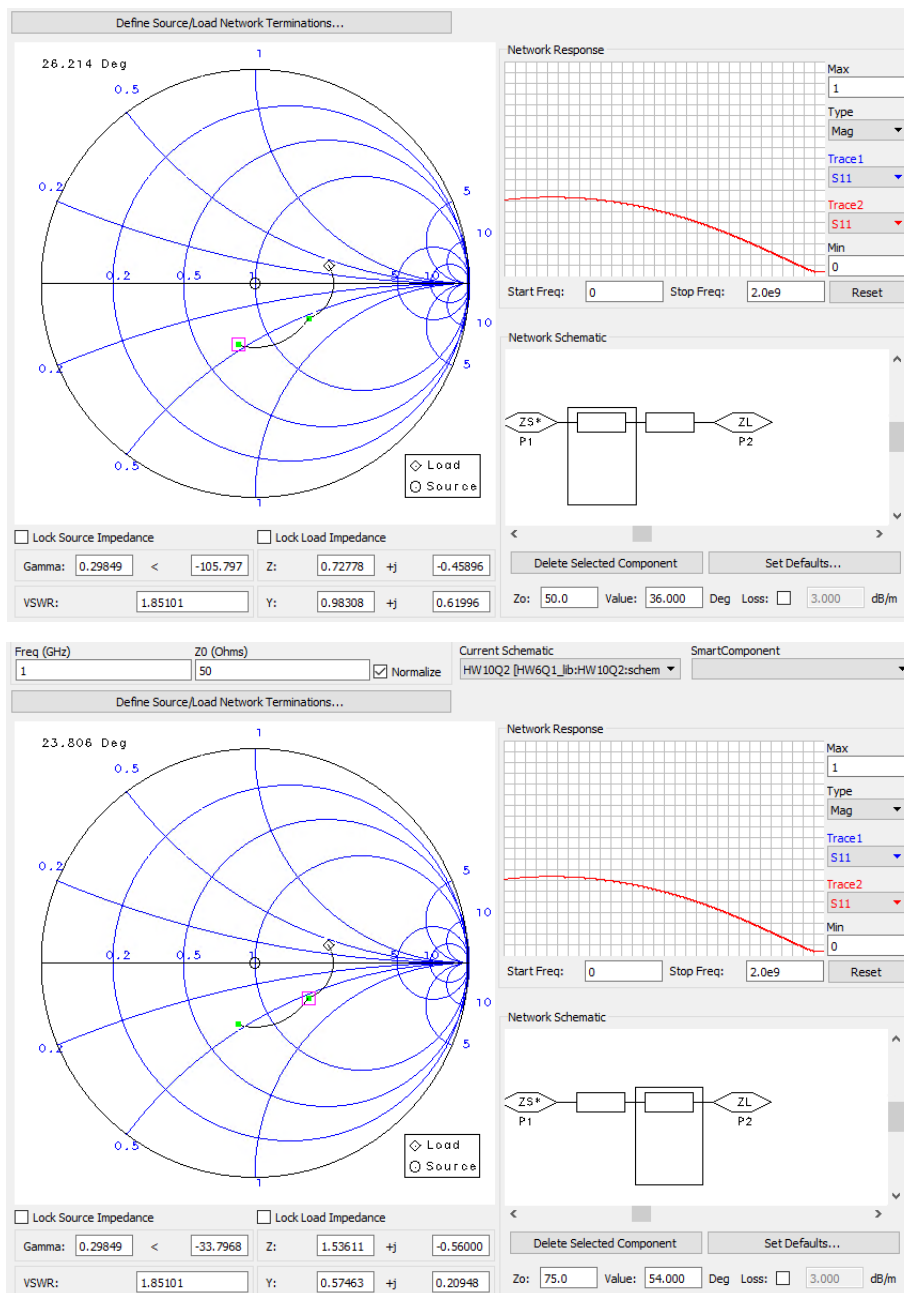 Define Source/Load Network Terminations...
26.214 Deg
1
0.5
0.2
5
10
0.2 0.5 1 5 10
10
5
0.2
0.5
1
Load
Source
Network Response
Max
1
Type
Mag
Trace1
S11
Trace2
S11
Min
0
Start Freq: 0 Stop Freq: 2.0e9 Reset
Network Schematic
ZS* ZL
P1 P2
Lock Source Impedance Lock Load Impedance
Gamma: 0.29849 < -105.797 Z: 0.72778 +j -0.45896
VSWR: 1.85101 Y: 0.98308 +j 0.61996
Delete Selected Component Set Defaults...
Zo: 50.0 Value: 36.000 Deg Loss: 3.000 dB/m
Freq (GHz) Z0 (Ohms) Current Schematic SmartComponent
1 50 Normalize HW10Q2 [HW6Q1_lib:HW10Q2:schem
Define Source/Load Network Terminations...
23.806 Deg
1
0.5
0.2
5
10
0.2 0.5 1 5 10
10
5
0.2
0.5
1
Load
Source
Network Response
Max
1
Type
Mag
Trace1
S11
Trace2
S11
Min
0
Start Freq: 0 Stop Freq: 2.0e9 Reset
Network Schematic
ZS* ZL
P1 P2
Lock Source Impedance Lock Load Impedance
Gamma: 0.29849 < -33.7968 Z: 1.53611 +j -0.56000
VSWR: 1.85101 Y: 0.57463 +j 0.20948
Delete Selected Component Set Defaults...
Zo: 75.0 Value: 54.000 Deg Loss: 3.000 dB/m